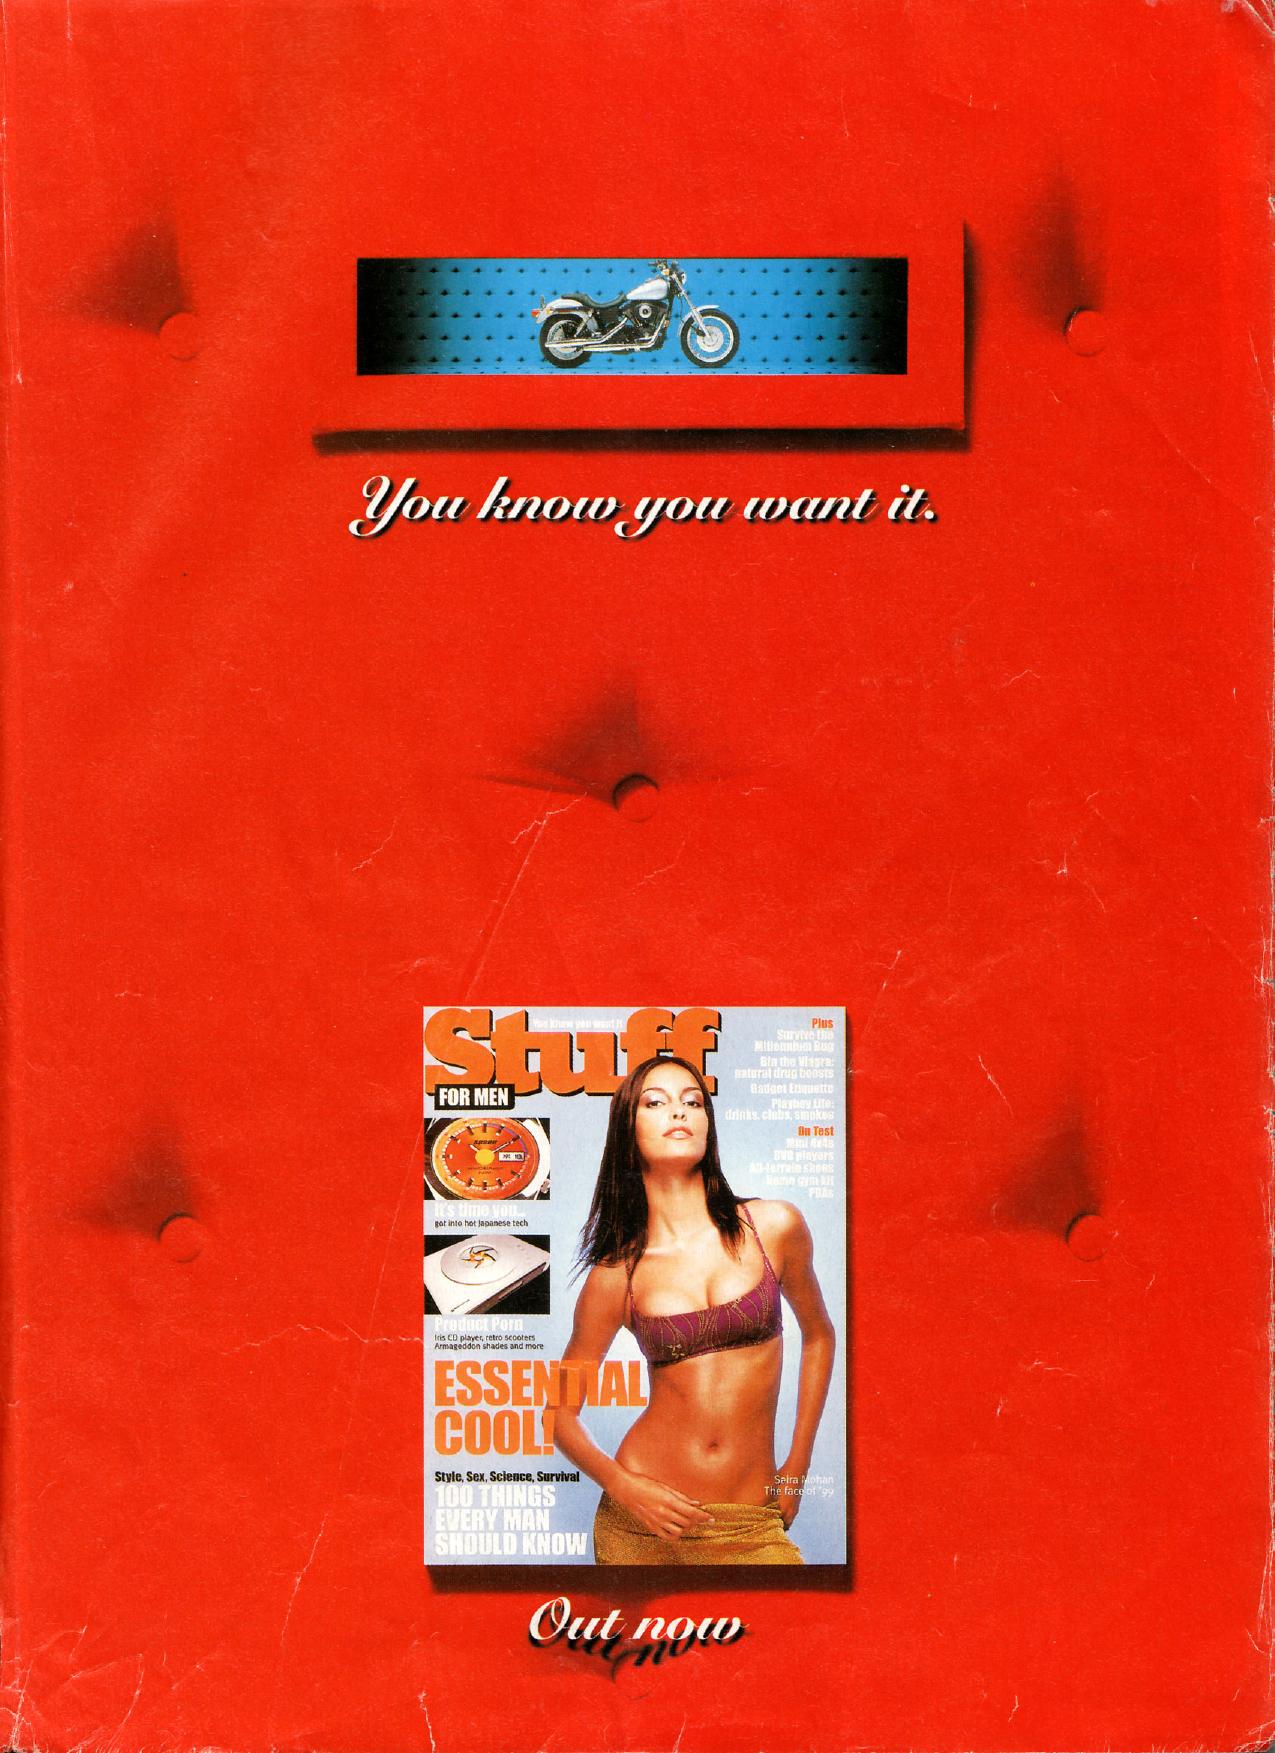 You know you want it.
Stuff
You know you want it
FOR MEN
Plus
Survive the
Millennium Bug
Bin the Viagra:
natural drug boosts
Gadget Etiquette
Playboy Life:
drinks, clubs, smokes
On Test
Mini 4x4s
DVD players
All-terrain shoes
Home gym kit
PDAs
It's time you...
got into hot Japanese tech
Product Porn
Iris CD player, retro scooters
Armageddon shades and more
ESSENTIAL
COOL!
Style, Sex, Science, Survival
100 THINGS
EVERY MAN
SHOULD KNOW
Seira Mohan
The face of '99
Out now